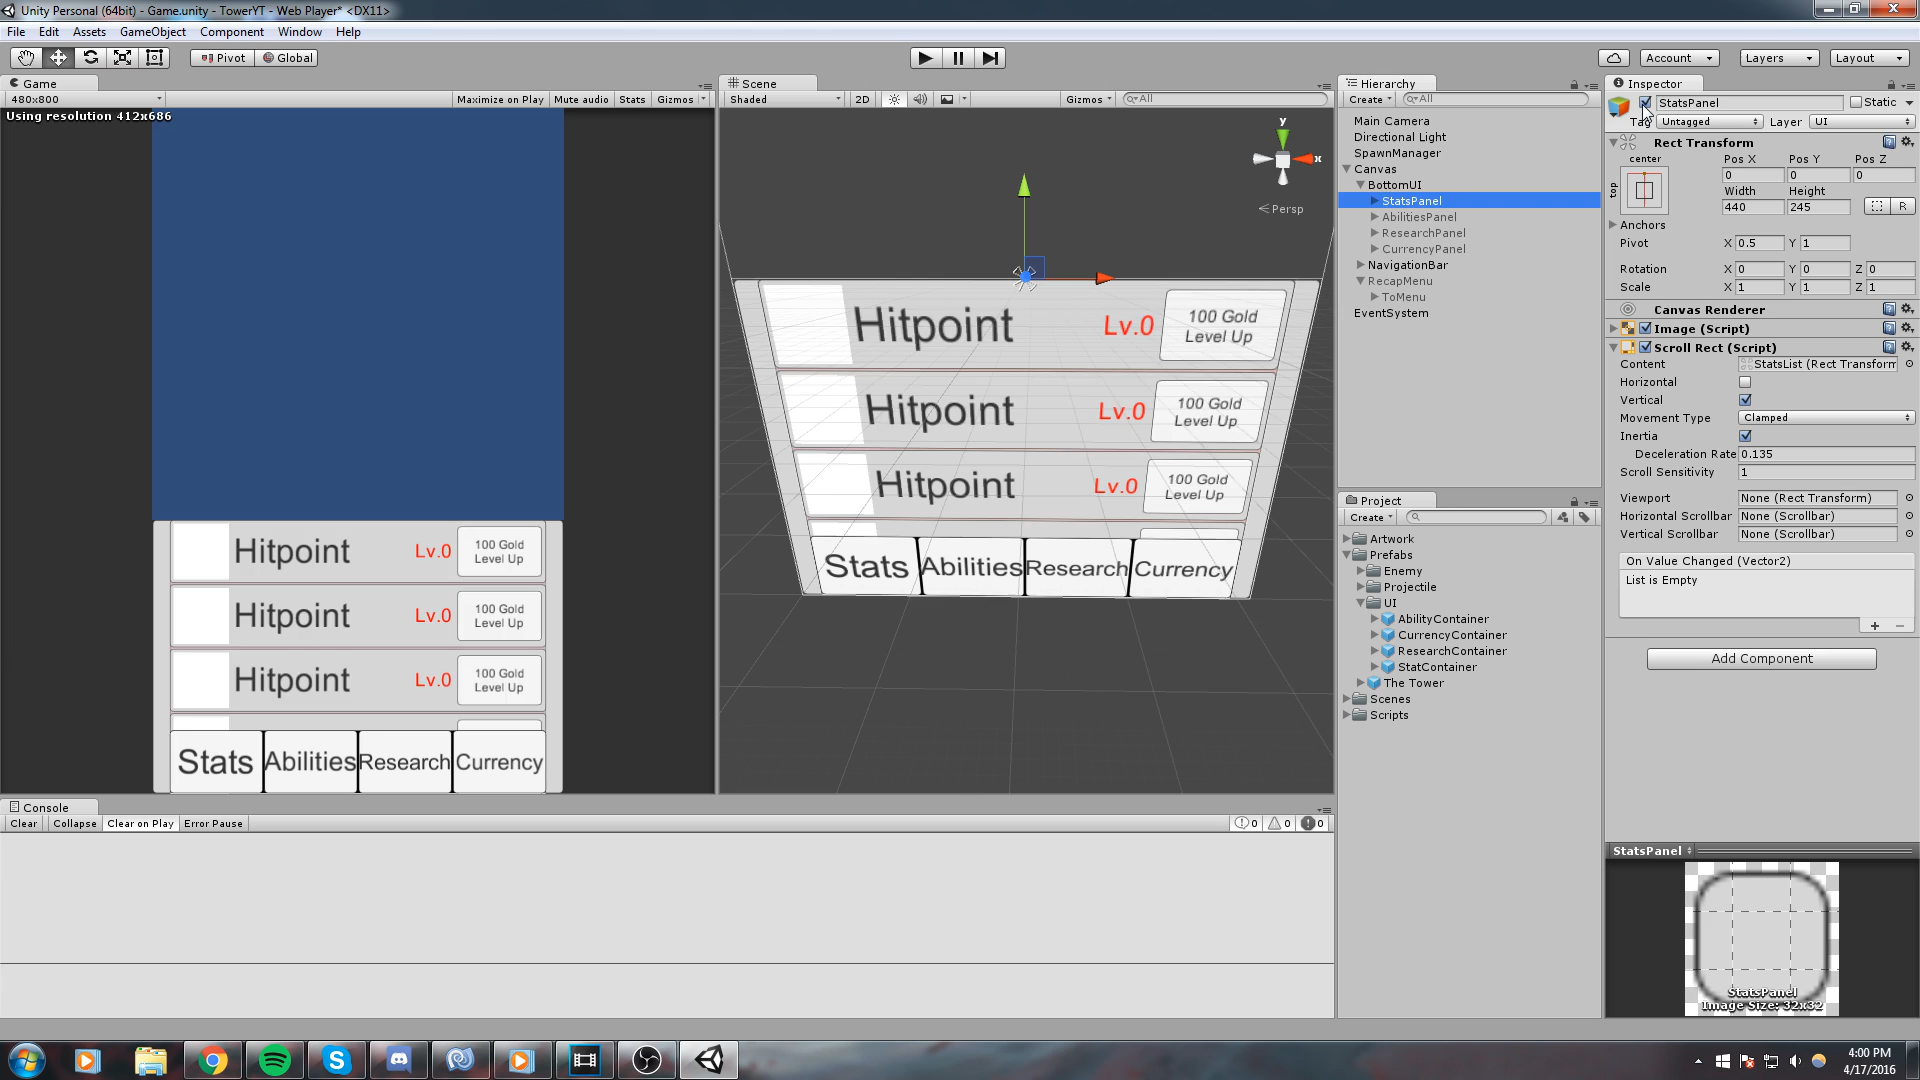 Unity Personal (64bit) - Game.unity - TowerYT - Web Player* <DX11>
File Edit Assets GameObject Component Window Help
Pivot Global Account Layers Layout
Game
480x800 Maximize on Play Mute audio Stats Gizmos
Using resolution 412x686
Hitpoint Lv.0 100 Gold
Level Up
Hitpoint Lv.0 100 Gold
Level Up
Hitpoint Lv.0 100 Gold
Level Up
Stats Abilities Research Currency
Scene
Shaded 2D Gizmos All
y
x
Persp
Hitpoint Lv.0 100 Gold
Level Up
Hitpoint Lv.0 100 Gold
Level Up
Hitpoint Lv.0 100 Gold
Level Up
Stats Abilities Research Currency
Hierarchy
Create All
Main Camera
Directional Light
SpawnManager
Canvas
BottomUI
StatsPanel
AbilitiesPanel
ResearchPanel
CurrencyPanel
NavigationBar
RecapMenu
ToMenu
EventSystem
Project
Create
Artwork
Prefabs
Enemy
Projectile
UI
AbilityContainer
CurrencyContainer
ResearchContainer
StatContainer
The Tower
Scenes
Scripts
Inspector
StatsPanel Static
Tag Untagged Layer UI
Rect Transform
center Pos X Pos Y Pos Z
top 0 0 0
Width Height
440 245 R
Anchors
Pivot X 0.5 Y 1
Rotation X 0 Y 0 Z 0
Scale X 1 Y 1 Z 1
Canvas Renderer
Image (Script)
Scroll Rect (Script)
Content StatsList (Rect Transform
Horizontal
Vertical
Movement Type Clamped
Inertia
Deceleration Rate 0.135
Scroll Sensitivity 1
Viewport None (Rect Transform)
Horizontal Scrollbar None (Scrollbar)
Vertical Scrollbar None (Scrollbar)
On Value Changed (Vector2)
List is Empty
Add Component
StatsPanel
StatsPanel
Image Size: 32x32
Console
Clear Collapse Clear on Play Error Pause 0 0 0
4:00 PM
4/17/2016